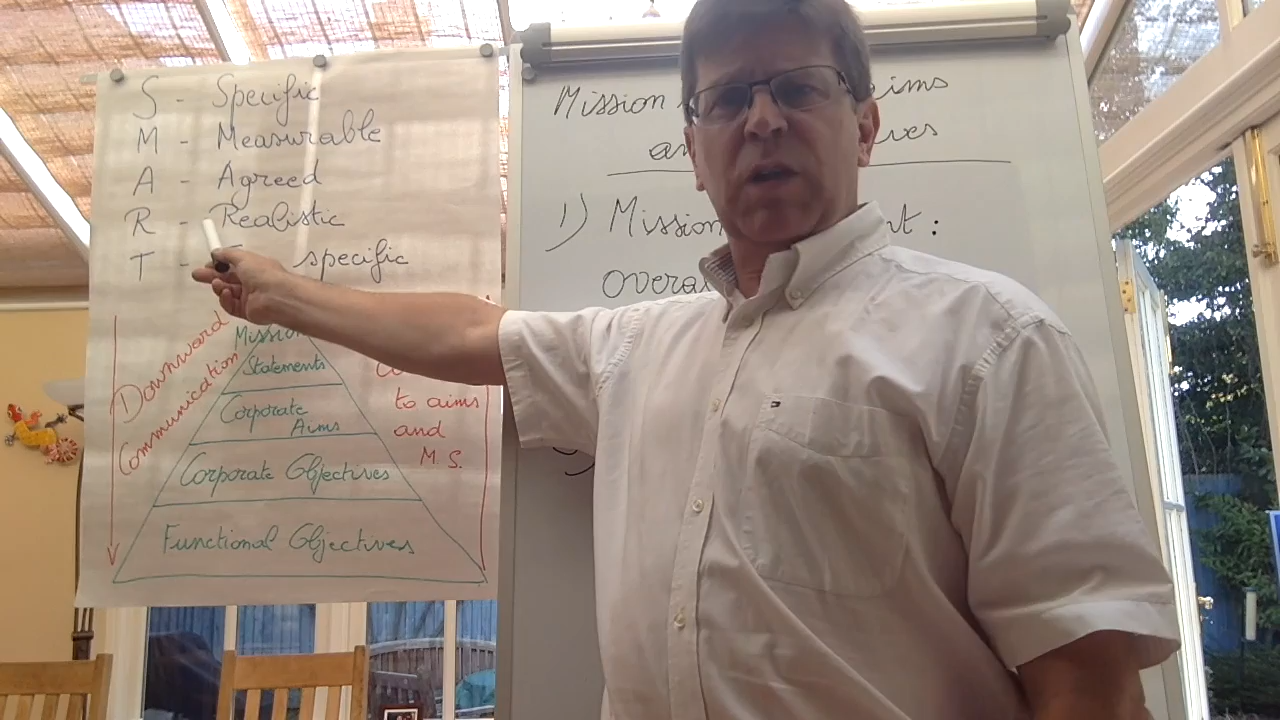 S - Specific
M - Measurable
A - Agreed
R - Realistic
T - specific
Downward
Communication
Mission
Statements
Corporate
Aims
Corporate Objectives
Functional Objectives
to aims
and
M.S.
Mission
1) Mission :